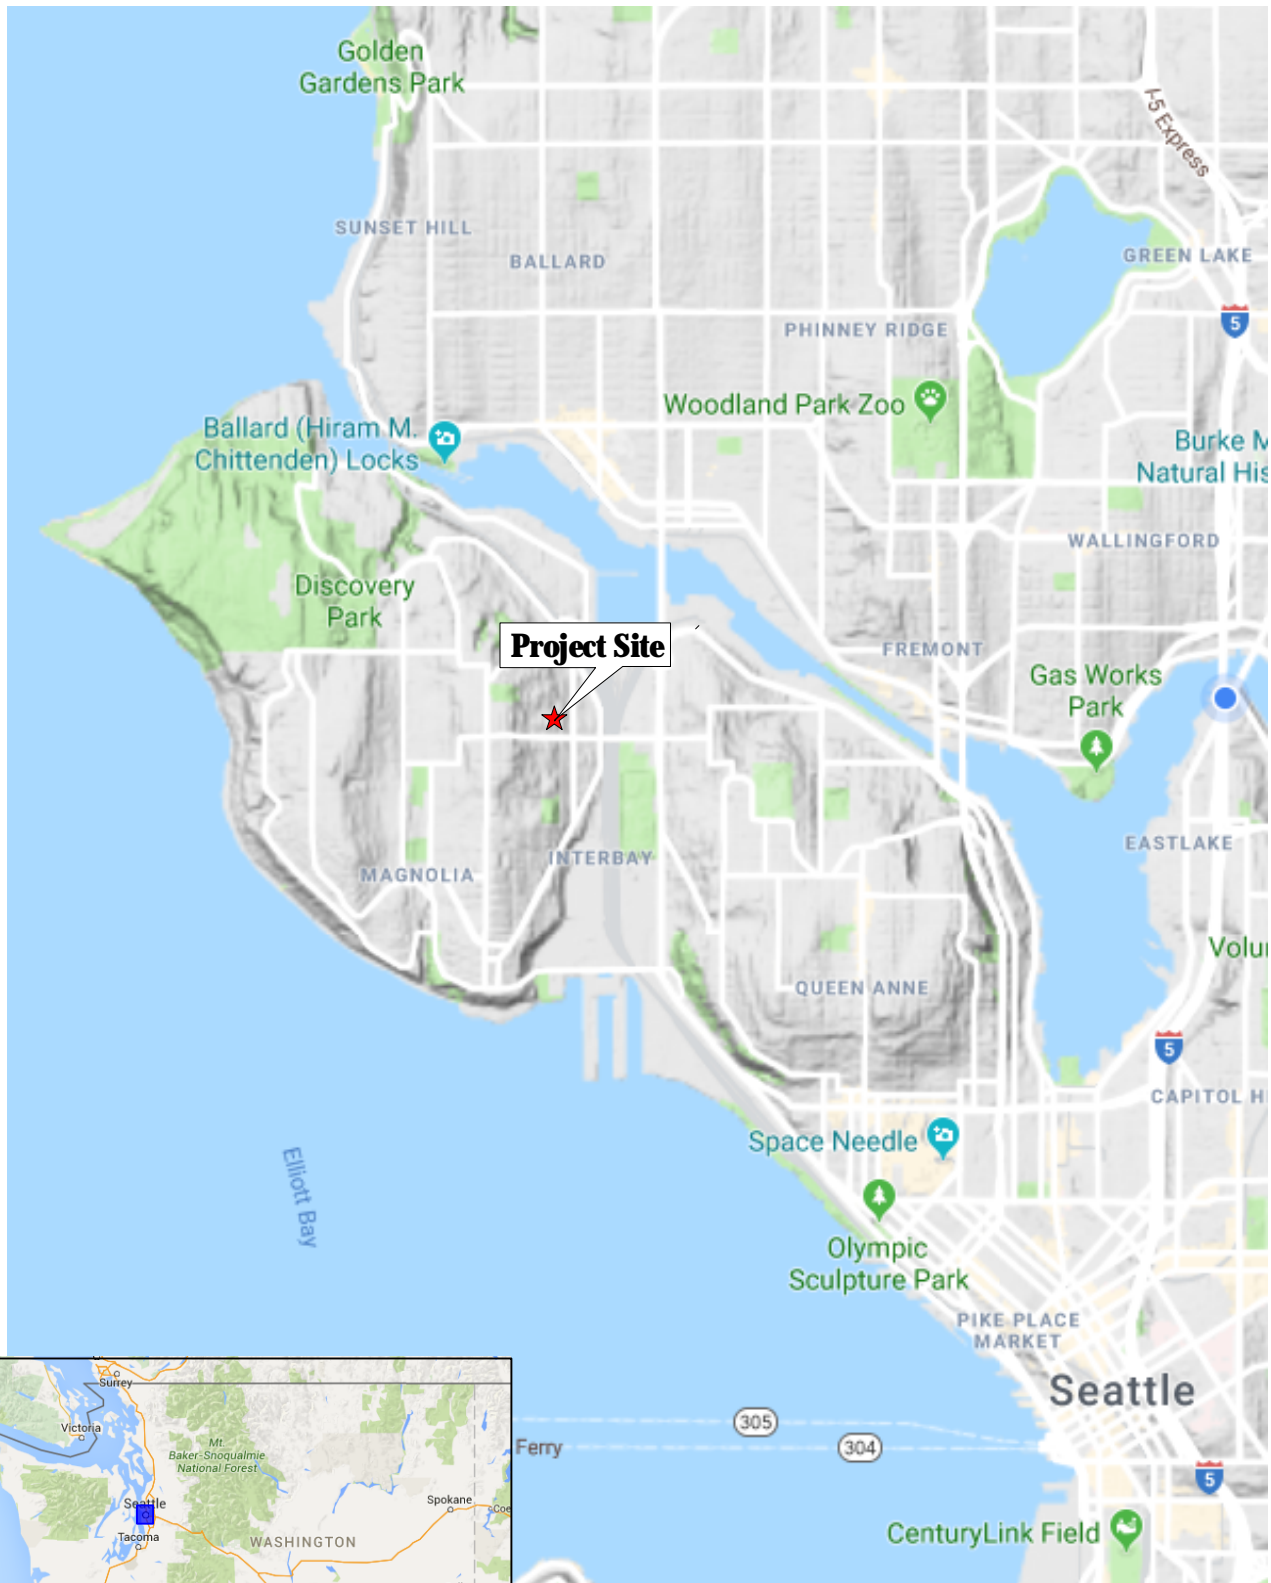 Golden
Gardens Park
I-5 Express
SUNSET HILL
BALLARD
GREEN LAKE
5
PHINNEY RIDGE
Woodland Park Zoo
Ballard (Hiram M.
Chittenden) Locks
Burke M
Natural His
WALLINGFORD
Discovery
Park
Project Site
FREMONT
Gas Works
Park
EASTLAKE
INTERBAY
MAGNOLIA
Volu
QUEEN ANNE
5
CAPITOL H
Space Needle
Elliott Bay
Olympic
Sculpture Park
PIKE PLACE
MARKET
Seattle
305
Ferry
304
5
CenturyLink Field
Surrey
Victoria
Mt.
Baker-Snoqualmie
National Forest
Seattle
Spokane
Coe
Tacoma
WASHINGTON